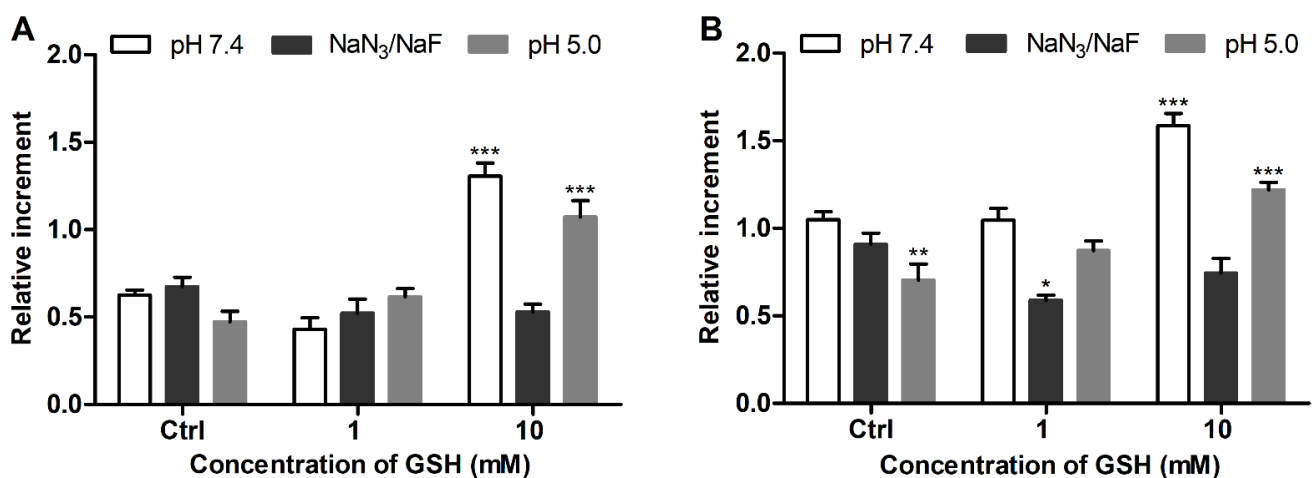 A
pH 7.4 NaN₃/NaF pH 5.0
Relative increment
2.0
1.5
1.0
0.5
0.0
*** ***
Ctrl 1 10
Concentration of GSH (mM)
B
pH 7.4 NaN₃/NaF pH 5.0
Relative increment
2.0
1.5
1.0
0.5
0.0
** * *** ***
Ctrl 1 10
Concentration of GSH (mM)